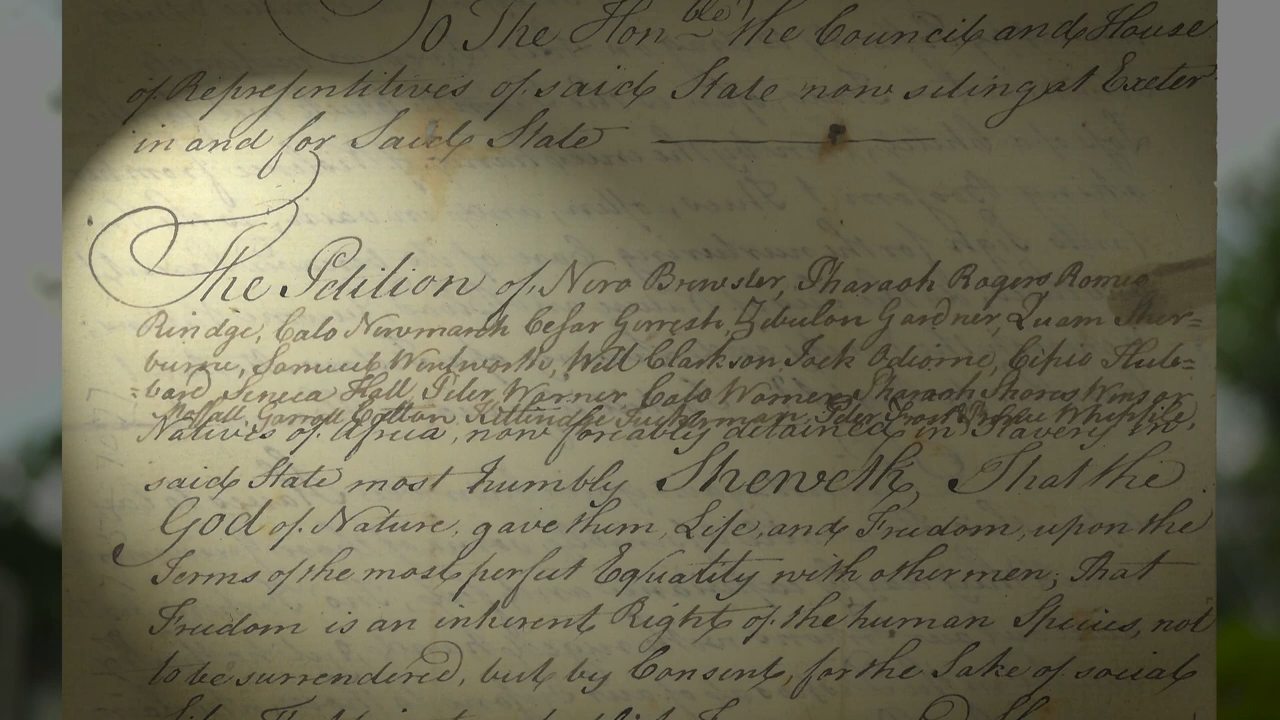 To The Honble the Council and House
of Representitives of said State now siting at Exeter
in and for Said State
The Petition of Nero Brewster, Pharaoh Rogers Romeo
Rindge, Cato Newmarch Cesar Gerrish, Zebulon Gardner, Quam Sher=
burne, Samuel Wentworth, Will Clarkson Jack Odiorne, Cipio Hub=
=bard Seneca Hall Peter Warner Cato Warner, Pharaoh Shores Winsor
Moffatt Garrott Cotton Kittindge Tuckerman Peter Frost Prince Whipple
Natives of Africa, now forceably detained in Slavery in
said State most humbly Sheweth, That the
God of Nature, gave them, Life, and Freedom, upon the
Terms of the most perfect Equality with other men; That
Freedom is an inherent Right of the human Species, not
to be surrendered, but by Consent, for the Sake of social